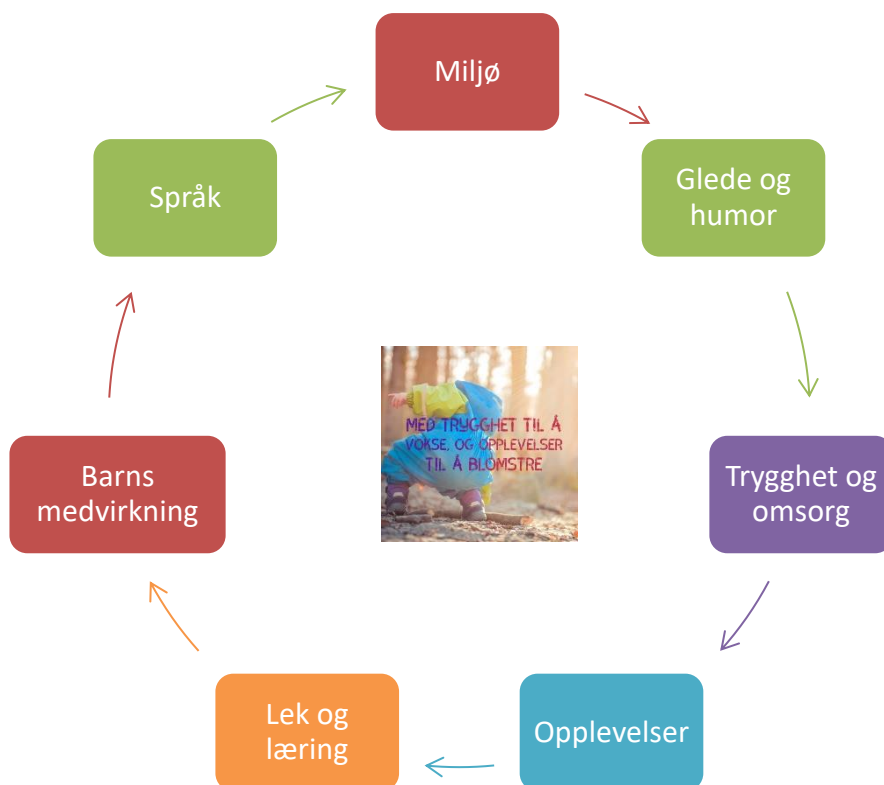 Miljø
Glede og
humor
Trygghet og
omsorg
Opplevelser
Lek og
læring
Barns
medvirkning
Språk
MED TRYGGHET TIL Å
VOKSE, OG OPPLEVELSER
TIL Å BLOMSTRE